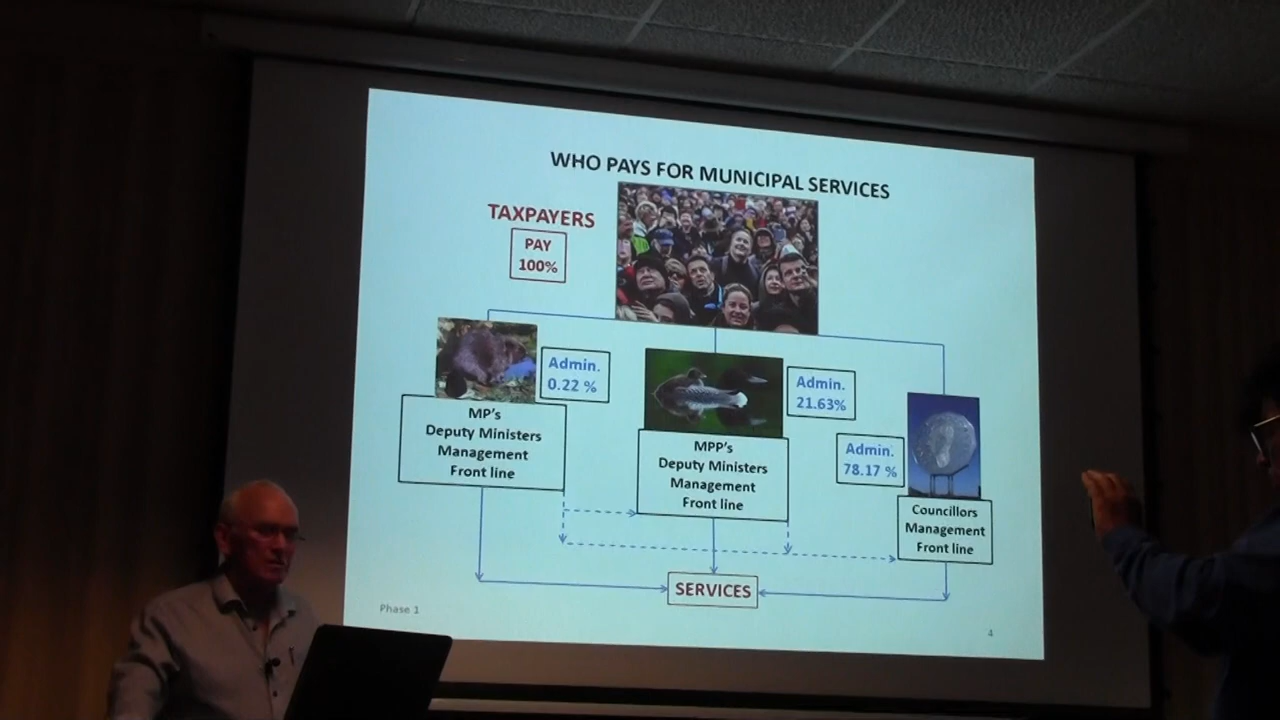 WHO PAYS FOR MUNICIPAL SERVICES
TAXPAYERS
PAY
100%
Admin.
0.22 %
MP's
Deputy Ministers
Management
Front line
Admin.
21.63%
MPP's
Deputy Ministers
Management
Front line
Admin.
78.17 %
Councillors
Management
Front line
SERVICES
Phase 1
4